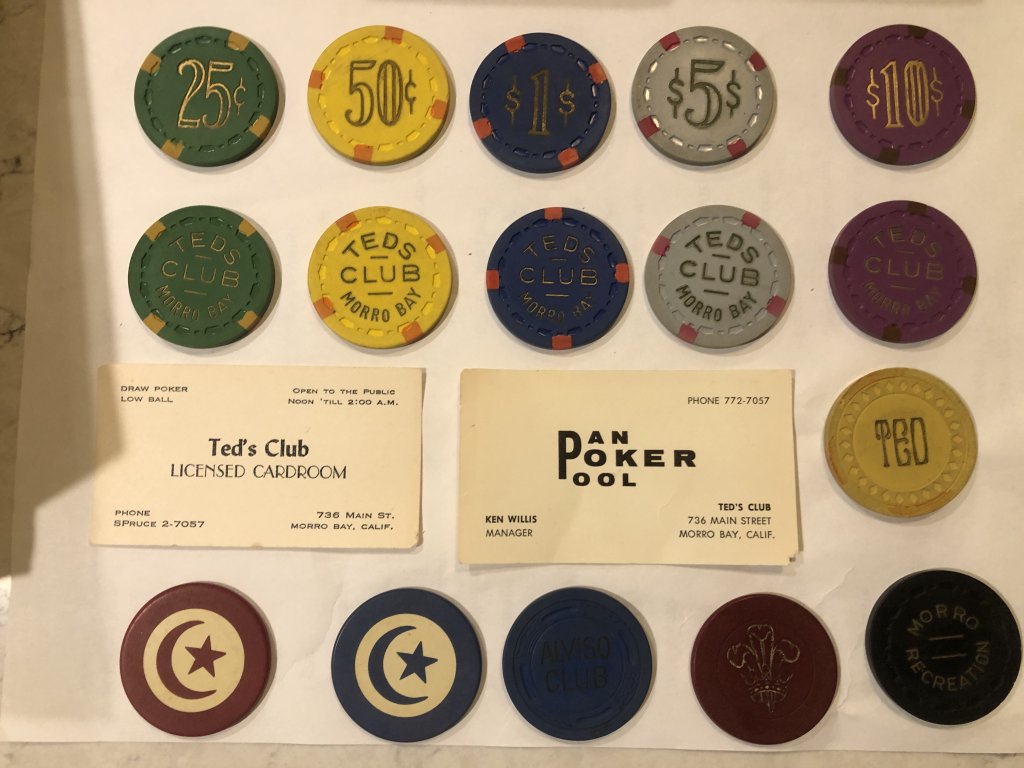 25¢
50¢
$1$
$5$
$10$
TEDS
CLUB
MORRO BAY
TEDS
CLUB
MORRO BAY
TEDS
CLUB
MORRO BAY
TEDS
CLUB
MORRO BAY
TEDS
CLUB
MORRO BAY
DRAW POKER
LOW BALL
OPEN TO THE PUBLIC
NOON 'TILL 2:00 A.M.
Ted's Club
LICENSED CARDROOM
PHONE
SPRUCE 2-7057
736 MAIN ST.
MORRO BAY, CALIF.
PHONE 772-7057
PAN
POKER
POOL
KEN WILLIS
MANAGER
TED'S CLUB
736 MAIN STREET
MORRO BAY, CALIF.
TED
ALVISO
CLUB
MORRO
RECREATION